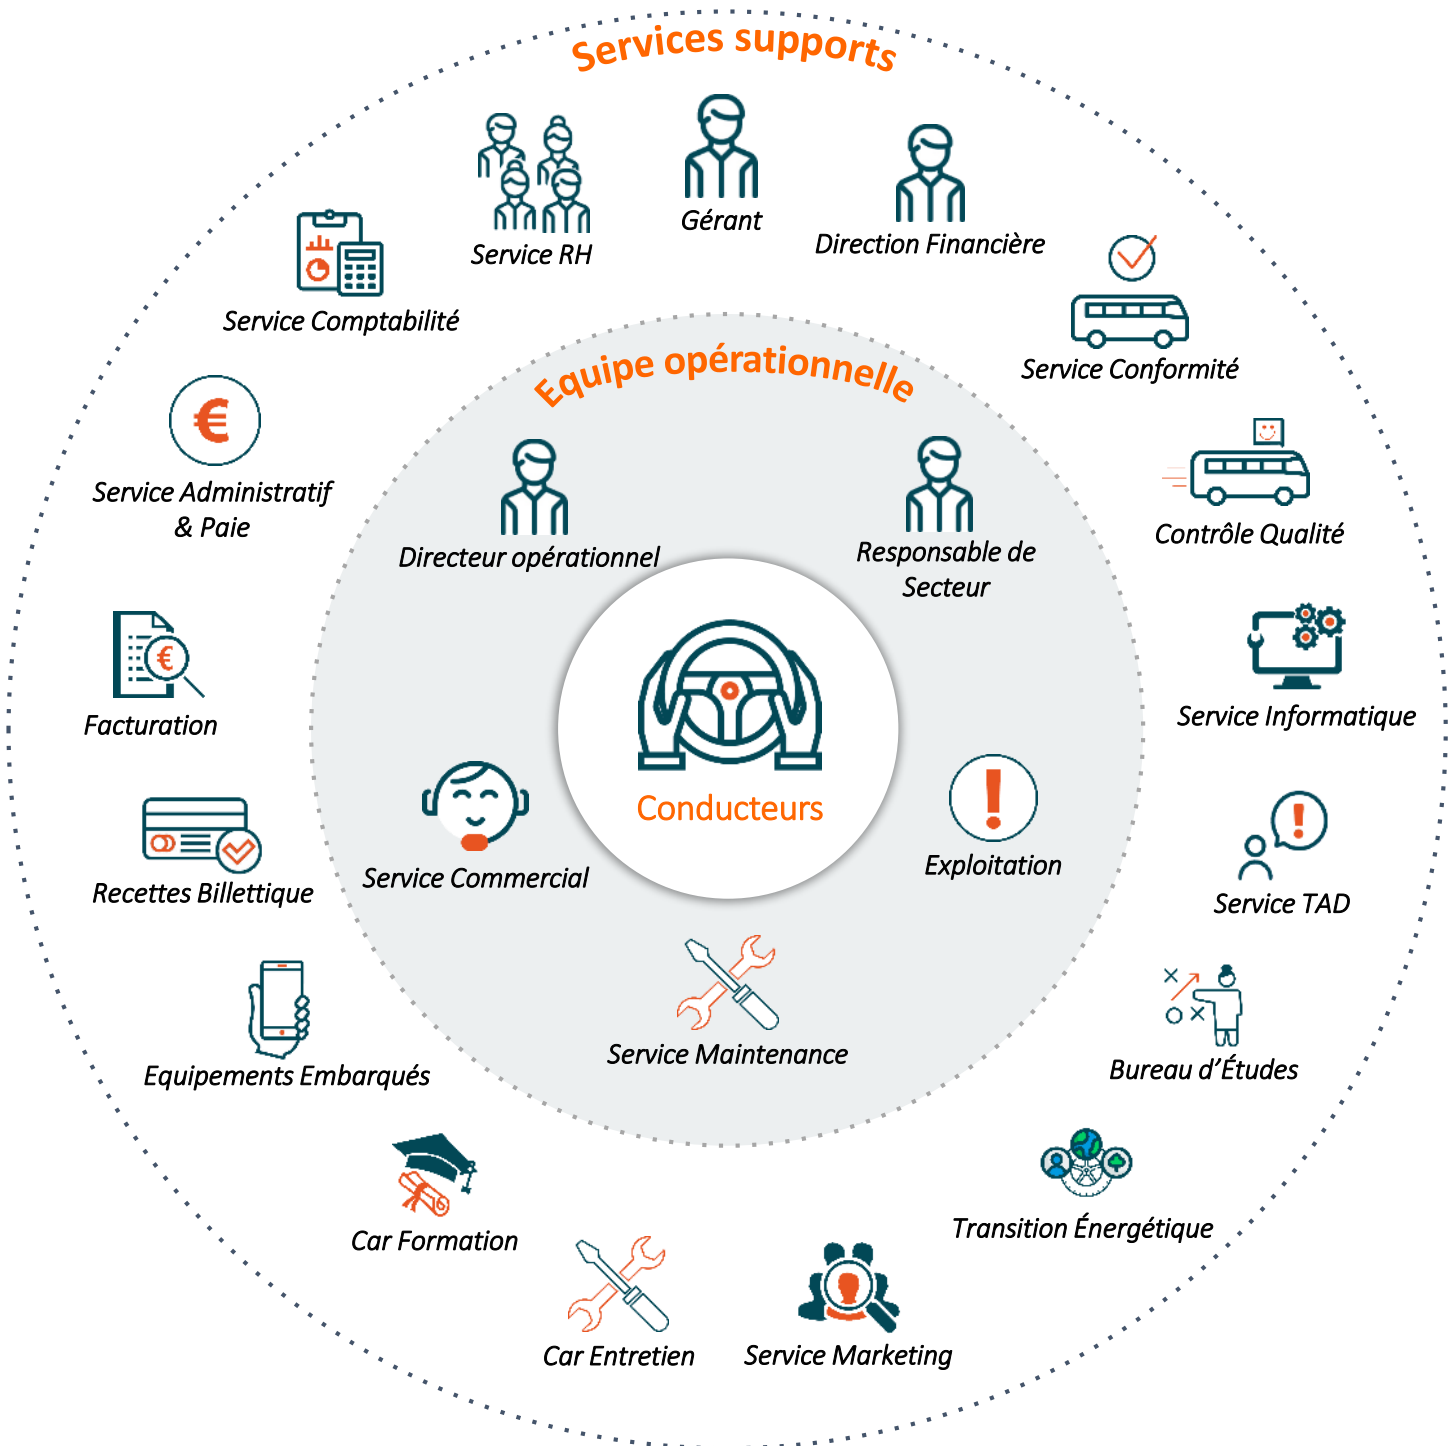 Services supports
Gérant
Service RH
Direction Financière
Service Comptabilité
Service Conformité
Equipe opérationnelle
Service Administratif
& Paie
Contrôle Qualité
Directeur opérationnel
Responsable de
Secteur
Facturation
Service Informatique
Conducteurs
Service Commercial
Exploitation
Recettes Billettique
Service TAD
Service Maintenance
Equipements Embarqués
Bureau d’Études
Car Formation
Transition Énergétique
Car Entretien
Service Marketing